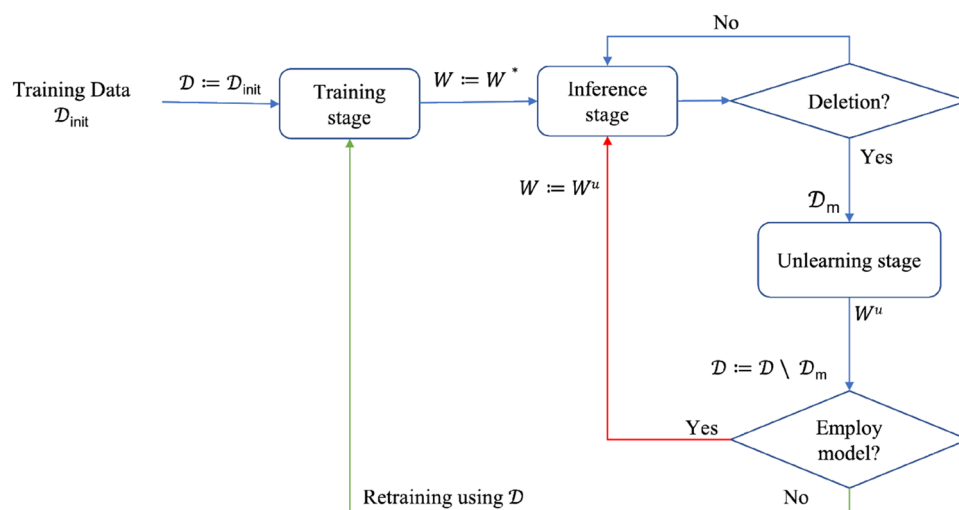 No
Training Data
𝒟init
𝒟 := 𝒟init
Training
stage
W := W*
Inference
stage
Deletion?
Yes
W := Wᵘ
𝒟m
Unlearning stage
Wᵘ
𝒟 := 𝒟 \ 𝒟m
Yes
Employ
model?
No
Retraining using 𝒟